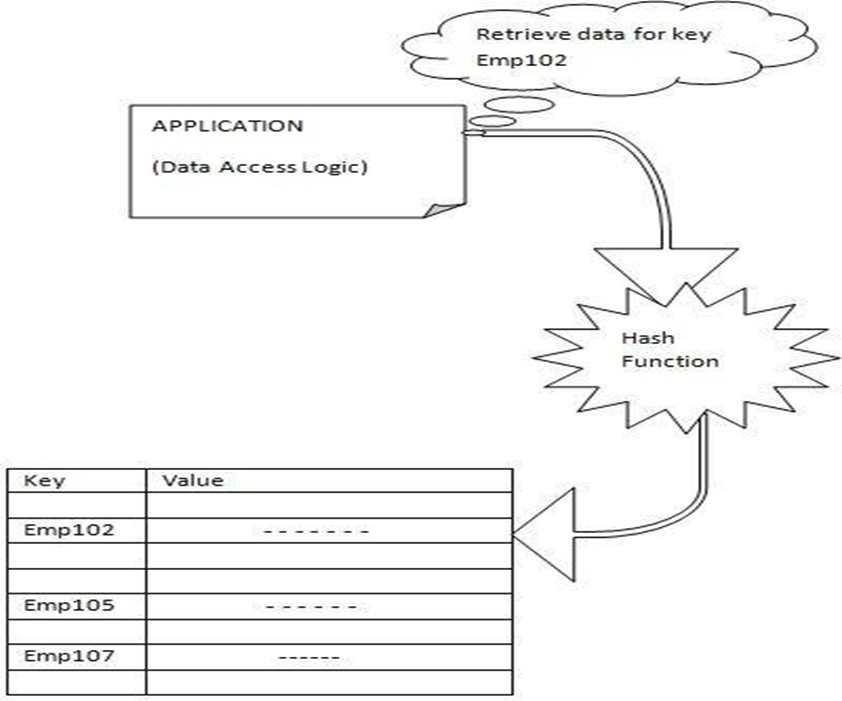 Retrieve data for key
Emp102
APPLICATION
(Data Access Logic)
Hash
Function
Key Value
Emp102 - - - - - - -
Emp105 - - - - - -
Emp107 ------